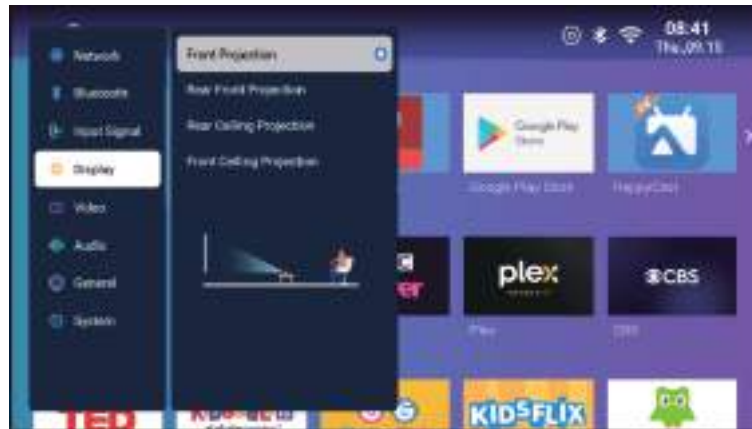 08:41
Thu,09.15
Network
Bluetooth
Input Signal
Display
Video
Audio
General
System
Front Projection
Rear Front Projection
Rear Ceiling Projection
Front Ceiling Projection
Google Play
Store
Google Play Store
HappyCast
plex
CBS
Plex
CBS
TED
KIDSFLIX